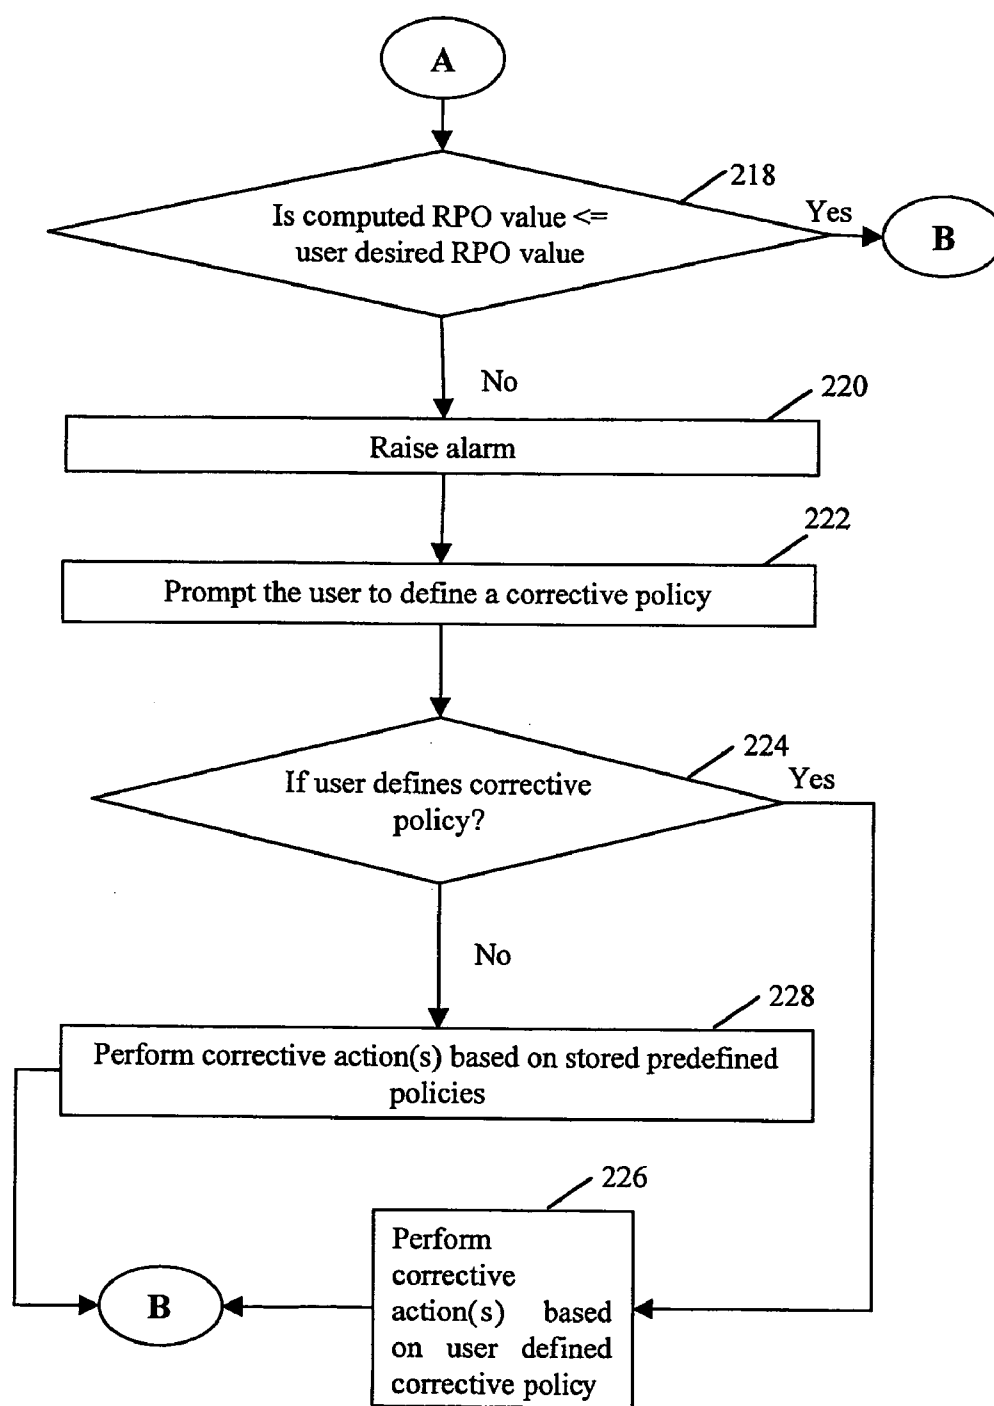 A
218
Is computed RPO value <=
user desired RPO value
Yes
B
No
220
Raise alarm
222
Prompt the user to define a corrective policy
224
If user defines corrective
policy?
Yes
No
228
Perform corrective action(s) based on stored predefined
policies
226
Perform
corrective
action(s) based
on user defined
corrective policy
B